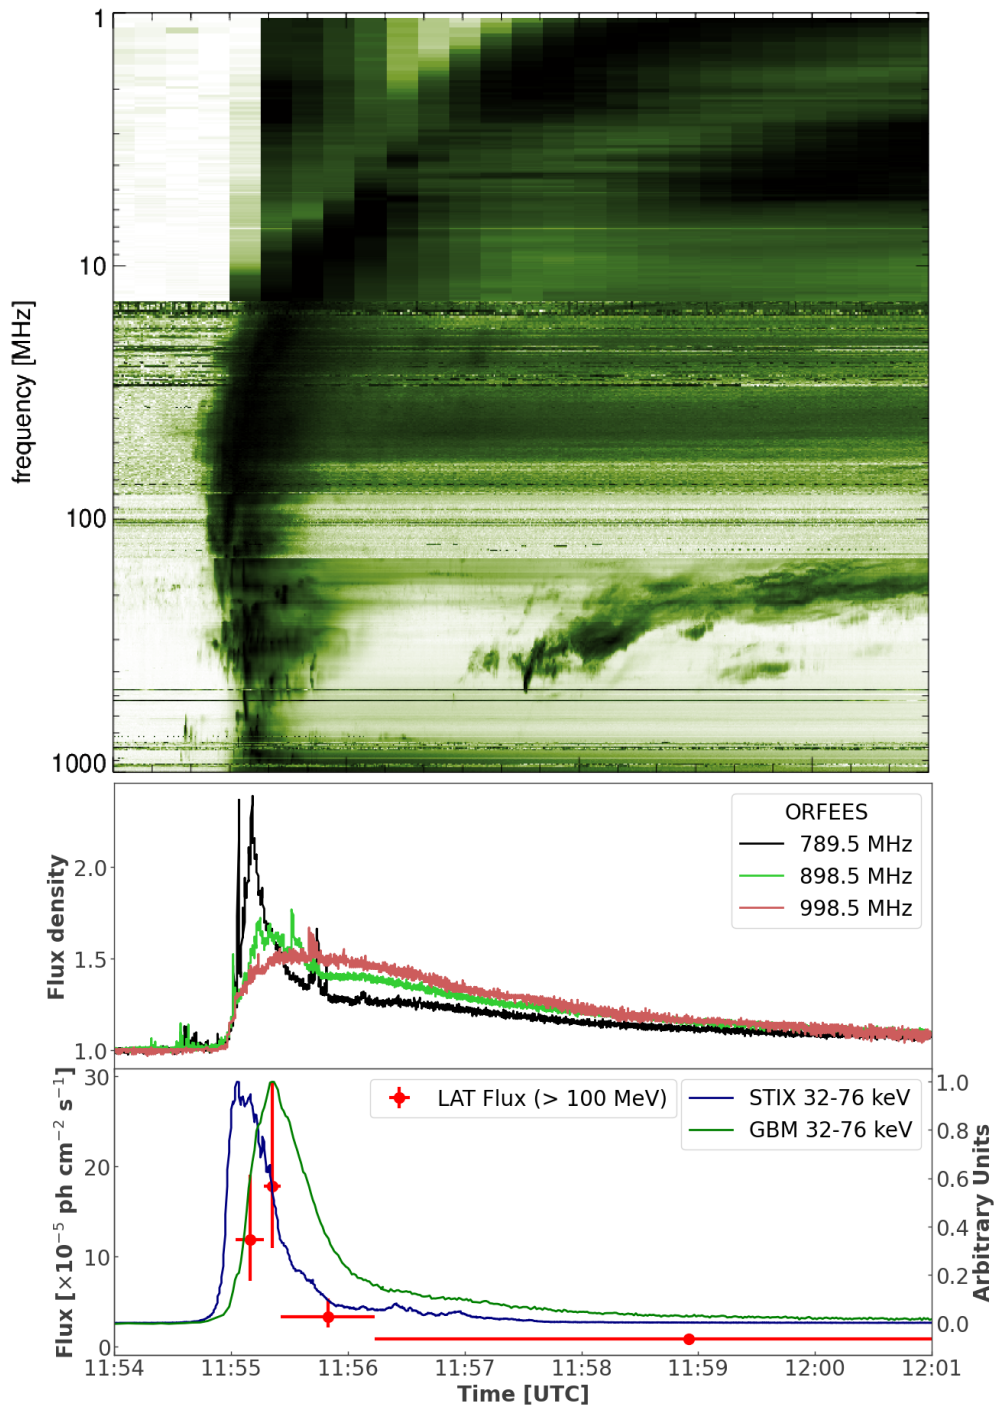 1
10
100
1000
frequency [MHz]
ORFEES
789.5 MHz
898.5 MHz
998.5 MHz
2.0
1.5
1.0
Flux density
LAT Flux (> 100 MeV)
STIX 32-76 keV
GBM 32-76 keV
30
20
10
0
Flux [×10⁻⁵ ph cm⁻² s⁻¹]
1.0
0.8
0.6
0.4
0.2
0.0
Arbitrary Units
11:54 11:55 11:56 11:57 11:58 11:59 12:00 12:01
Time [UTC]